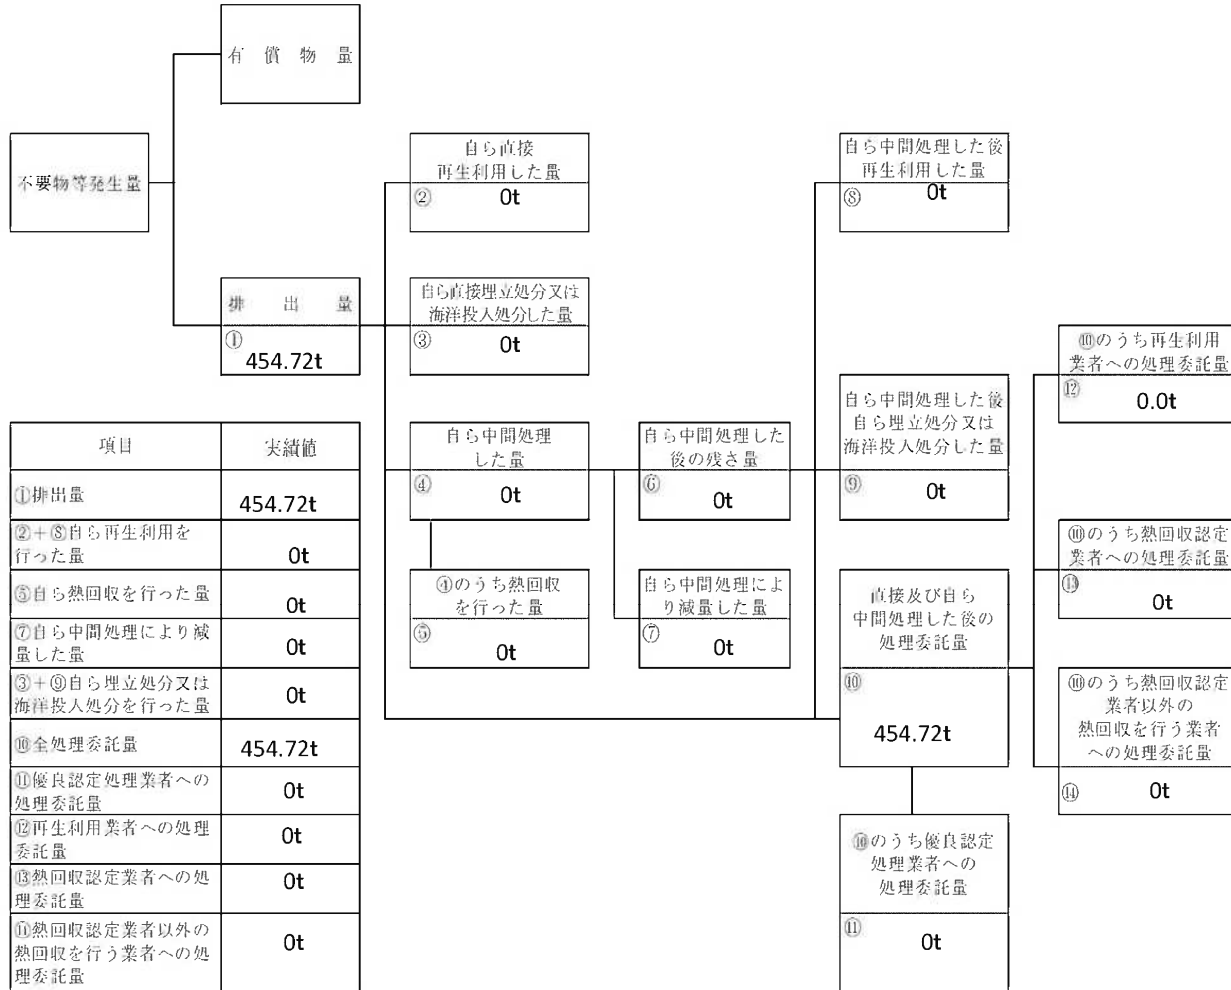 有償物量
不要物等発生量
排出量
①
454.72t
自ら直接
再生利用した量
②
0t
自ら直接埋立処分又は
海洋投入処分した量
③
0t
自ら中間処理
した量
④
0t
④のうち熱回収
を行った量
⑤
0t
自ら中間処理した
後の残さ量
⑥
0t
自ら中間処理によ
り減量した量
⑦
0t
自ら中間処理した後
再生利用した量
⑧
0t
自ら中間処理した後
自ら埋立処分又は
海洋投入処分した量
⑨
0t
直接及び自ら
中間処理した後の
処理委託量
⑩
454.72t
⑩のうち優良認定
処理業者への
処理委託量
⑪
0t
⑩のうち再生利用
業者への処理委託量
⑫
0.0t
⑩のうち熱回収認定
業者への処理委託量
⑬
0t
⑩のうち熱回収認定
業者以外の
熱回収を行う業者
への処理委託量
⑭
0t
項目 実績値
①排出量 454.72t
②+⑧自ら再生利用を
行った量 0t
⑤自ら熱回収を行った量 0t
⑦自ら中間処理により減
量した量 0t
③+⑨自ら埋立処分又は
海洋投入処分を行った量 0t
⑩全処理委託量 454.72t
⑪優良認定処理業者への
処理委託量 0t
⑫再生利用業者への処理
委託量 0t
⑬熱回収認定業者への処
理委託量 0t
⑭熱回収認定業者以外の
熱回収を行う業者への処
理委託量 0t